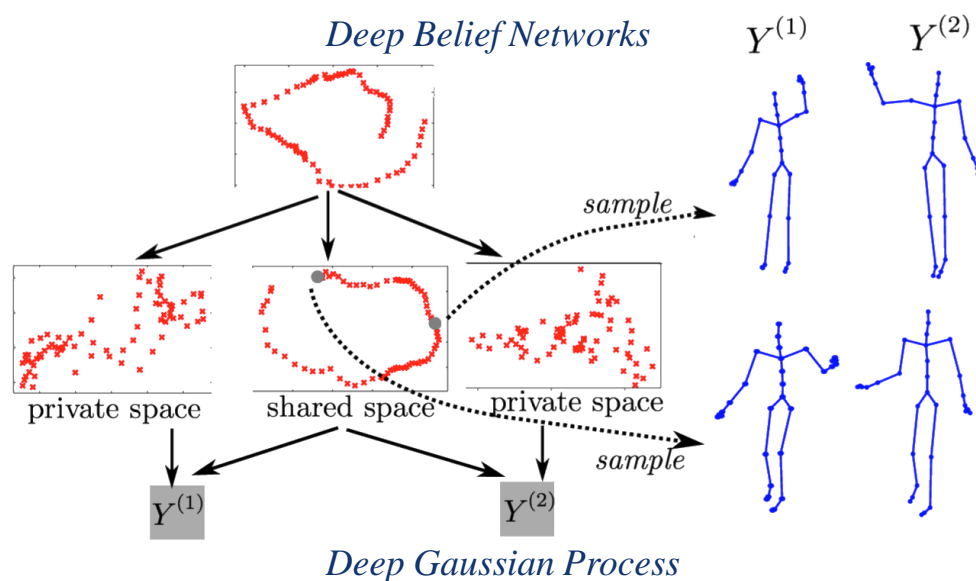 Deep Belief Networks
Y^(1)
Y^(2)
sample
private space
shared space
private space
sample
Y^(1)
Y^(2)
Deep Gaussian Process